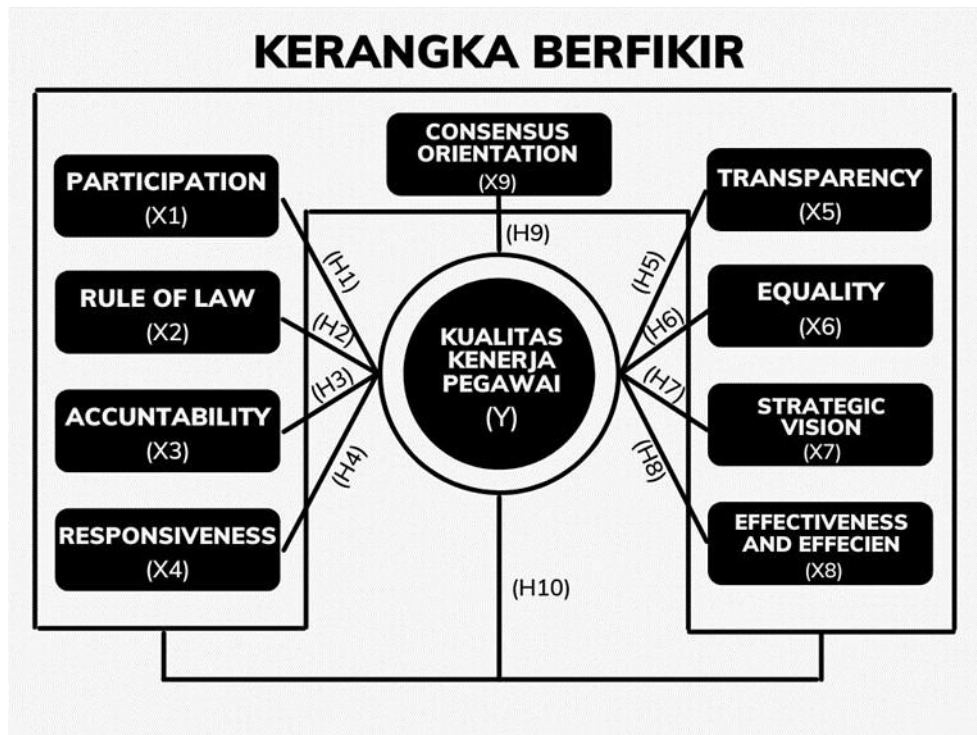 KERANGKA BERFIKIR
CONSENSUS
ORIENTATION
(X9)
PARTICIPATION
(X1)
TRANSPARENCY
(X5)
(H9)
(H1)
(H5)
RULE OF LAW
(X2)
EQUALITY
(X6)
(H2)
(H6)
KUALITAS
KENERJA
PEGAWAI
(Y)
(H3)
(H7)
ACCUNTABILITY
(X3)
STRATEGIC
VISION
(X7)
(H4)
(H8)
RESPONSIVENESS
(X4)
EFFECTIVENESS
AND EFFECIEN
(X8)
(H10)